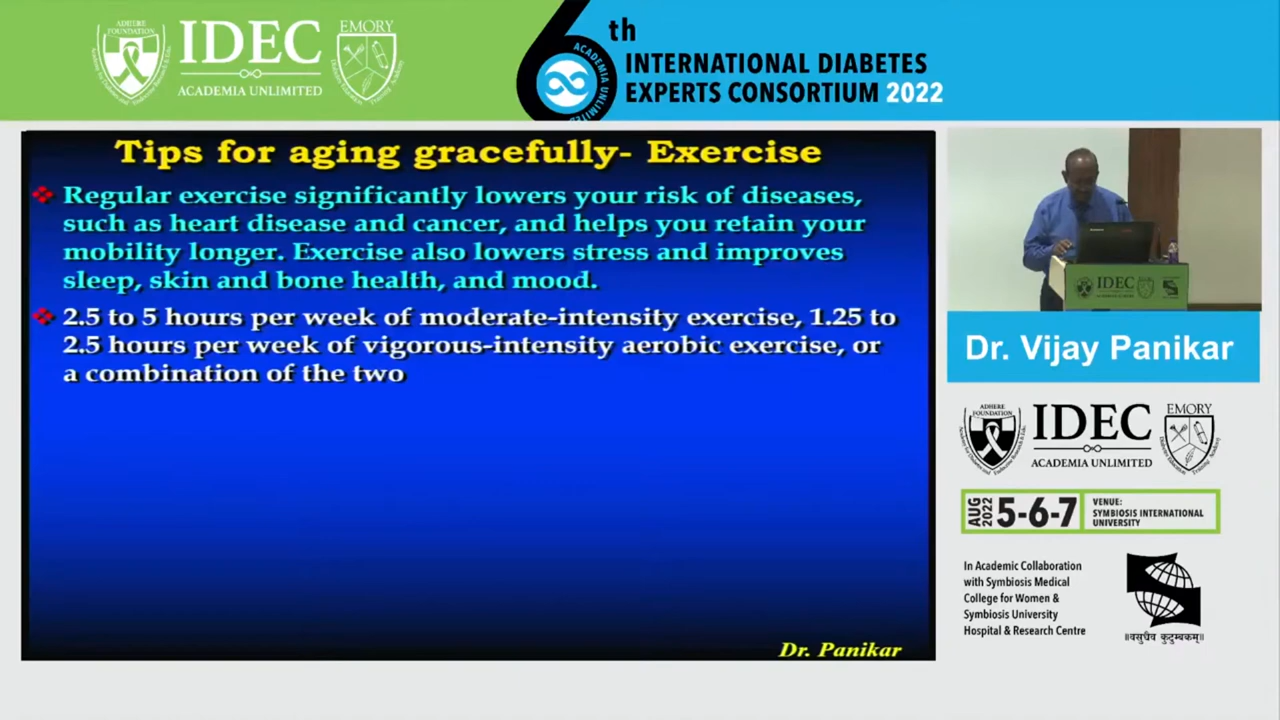 ADHERE
FOUNDATION
IDEC
ACADEMIA UNLIMITED
EMORY
6th
ACADEMIA UNLIMITED
INTERNATIONAL DIABETES
EXPERTS CONSORTIUM 2022
Tips for aging gracefully- Exercise
Regular exercise significantly lowers your risk of diseases,
such as heart disease and cancer, and helps you retain your
mobility longer. Exercise also lowers stress and improves
sleep, skin and bone health, and mood.
2.5 to 5 hours per week of moderate-intensity exercise, 1.25 to
2.5 hours per week of vigorous-intensity aerobic exercise, or
a combination of the two
Dr. Panikar
IDEC
Dr. Vijay Panikar
ADHERE
FOUNDATION
IDEC
ACADEMIA UNLIMITED
EMORY
AUG
2022
5-6-7
VENUE:
SYMBIOSIS INTERNATIONAL
UNIVERSITY
In Academic Collaboration
with Symbiosis Medical
College for Women &
Symbiosis University
Hospital & Research Centre
॥वसुधैव कुटुम्बकम्॥